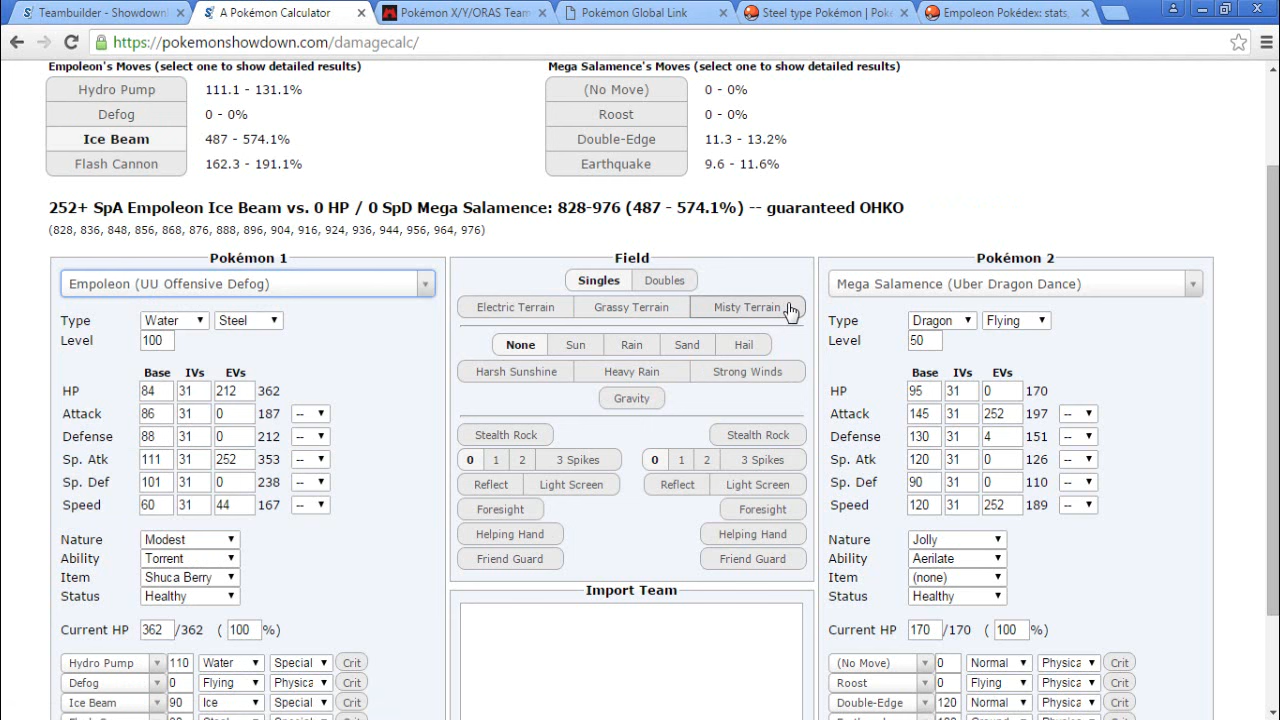 Teambuilder - Showdown!
A Pokémon Calculator
Pokémon X/Y/ORAS Team
Pokémon Global Link
Steel type Pokémon | Pok
Empoleon Pokédex: stats,
https://pokemonshowdown.com/damagecalc/
Empoleon's Moves (select one to show detailed results)
Hydro Pump 111.1 - 131.1%
Defog 0 - 0%
Ice Beam 487 - 574.1%
Flash Cannon 162.3 - 191.1%
Mega Salamence's Moves (select one to show detailed results)
(No Move) 0 - 0%
Roost 0 - 0%
Double-Edge 11.3 - 13.2%
Earthquake 9.6 - 11.6%
252+ SpA Empoleon Ice Beam vs. 0 HP / 0 SpD Mega Salamence: 828-976 (487 - 574.1%) -- guaranteed OHKO
(828, 836, 848, 856, 868, 876, 888, 896, 904, 916, 924, 936, 944, 956, 964, 976)
Pokémon 1
Empoleon (UU Offensive Defog)
Type Water Steel
Level 100
Base IVs EVs
HP 84 31 212 362
Attack 86 31 0 187 --
Defense 88 31 0 212 --
Sp. Atk 111 31 252 353 --
Sp. Def 101 31 0 238 --
Speed 60 31 44 167 --
Nature Modest
Ability Torrent
Item Shuca Berry
Status Healthy
Current HP 362 /362 ( 100 %)
Hydro Pump 110 Water Special Crit
Defog 0 Flying Physica Crit
Ice Beam 90 Ice Special Crit
Field
Singles Doubles
Electric Terrain Grassy Terrain Misty Terrain
None Sun Rain Sand Hail
Harsh Sunshine Heavy Rain Strong Winds
Gravity
Stealth Rock Stealth Rock
0 1 2 3 Spikes 0 1 2 3 Spikes
Reflect Light Screen Reflect Light Screen
Foresight Foresight
Helping Hand Helping Hand
Friend Guard Friend Guard
Import Team
Pokémon 2
Mega Salamence (Uber Dragon Dance)
Type Dragon Flying
Level 50
Base IVs EVs
HP 95 31 0 170
Attack 145 31 252 197 --
Defense 130 31 4 151 --
Sp. Atk 120 31 0 126 --
Sp. Def 90 31 0 110 --
Speed 120 31 252 189 --
Nature Jolly
Ability Aerilate
Item (none)
Status Healthy
Current HP 170 /170 ( 100 %)
(No Move) 0 Normal Physica Crit
Roost 0 Flying Physica Crit
Double-Edge 120 Normal Physica Crit